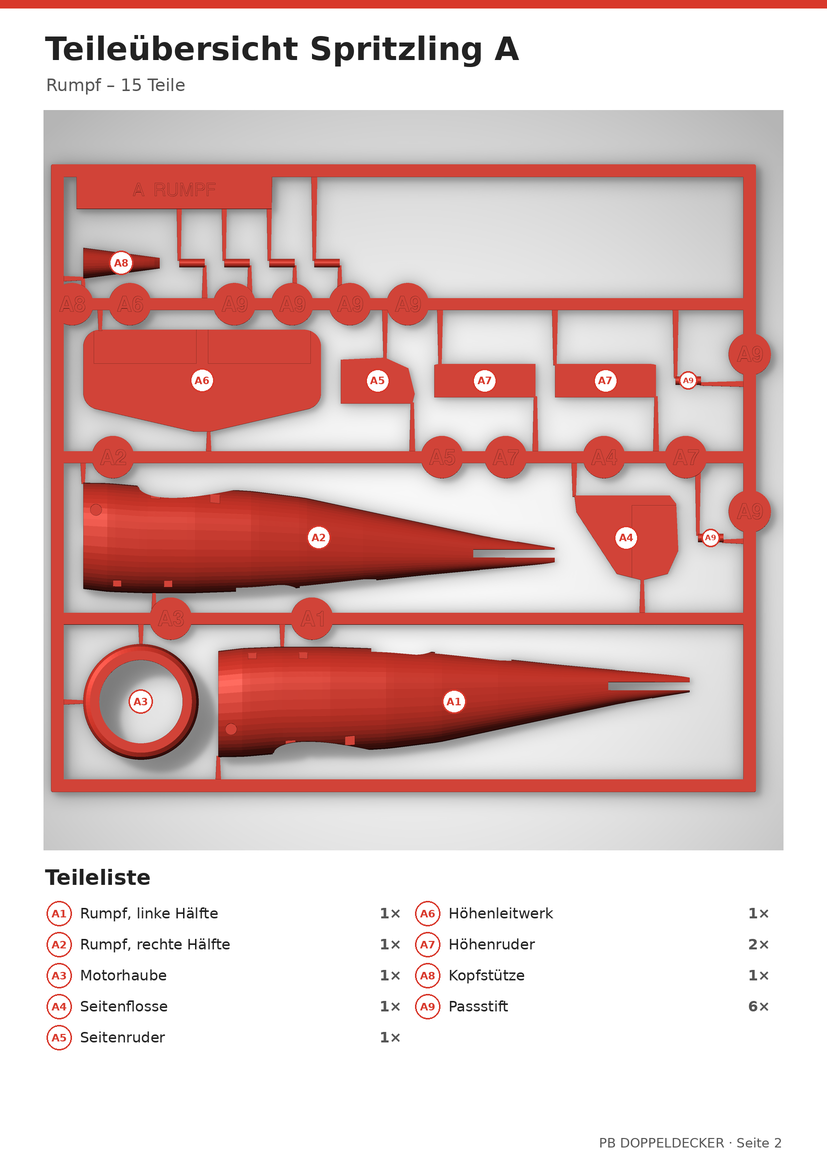 Teileübersicht Spritzling A
Rumpf – 15 Teile
A RUMPF
A8
A8 A6 A9 A9 A9 A9
A9
A6 A5 A7 A7 A9
A2 A5 A7 A4 A7
A9
A2 A4 A9
A3 A1
A3 A1
Teileliste
A1 Rumpf, linke Hälfte 1×
A2 Rumpf, rechte Hälfte 1×
A3 Motorhaube 1×
A4 Seitenflosse 1×
A5 Seitenruder 1×
A6 Höhenleitwerk 1×
A7 Höhenruder 2×
A8 Kopfstütze 1×
A9 Passstift 6×
PB DOPPELDECKER · Seite 2